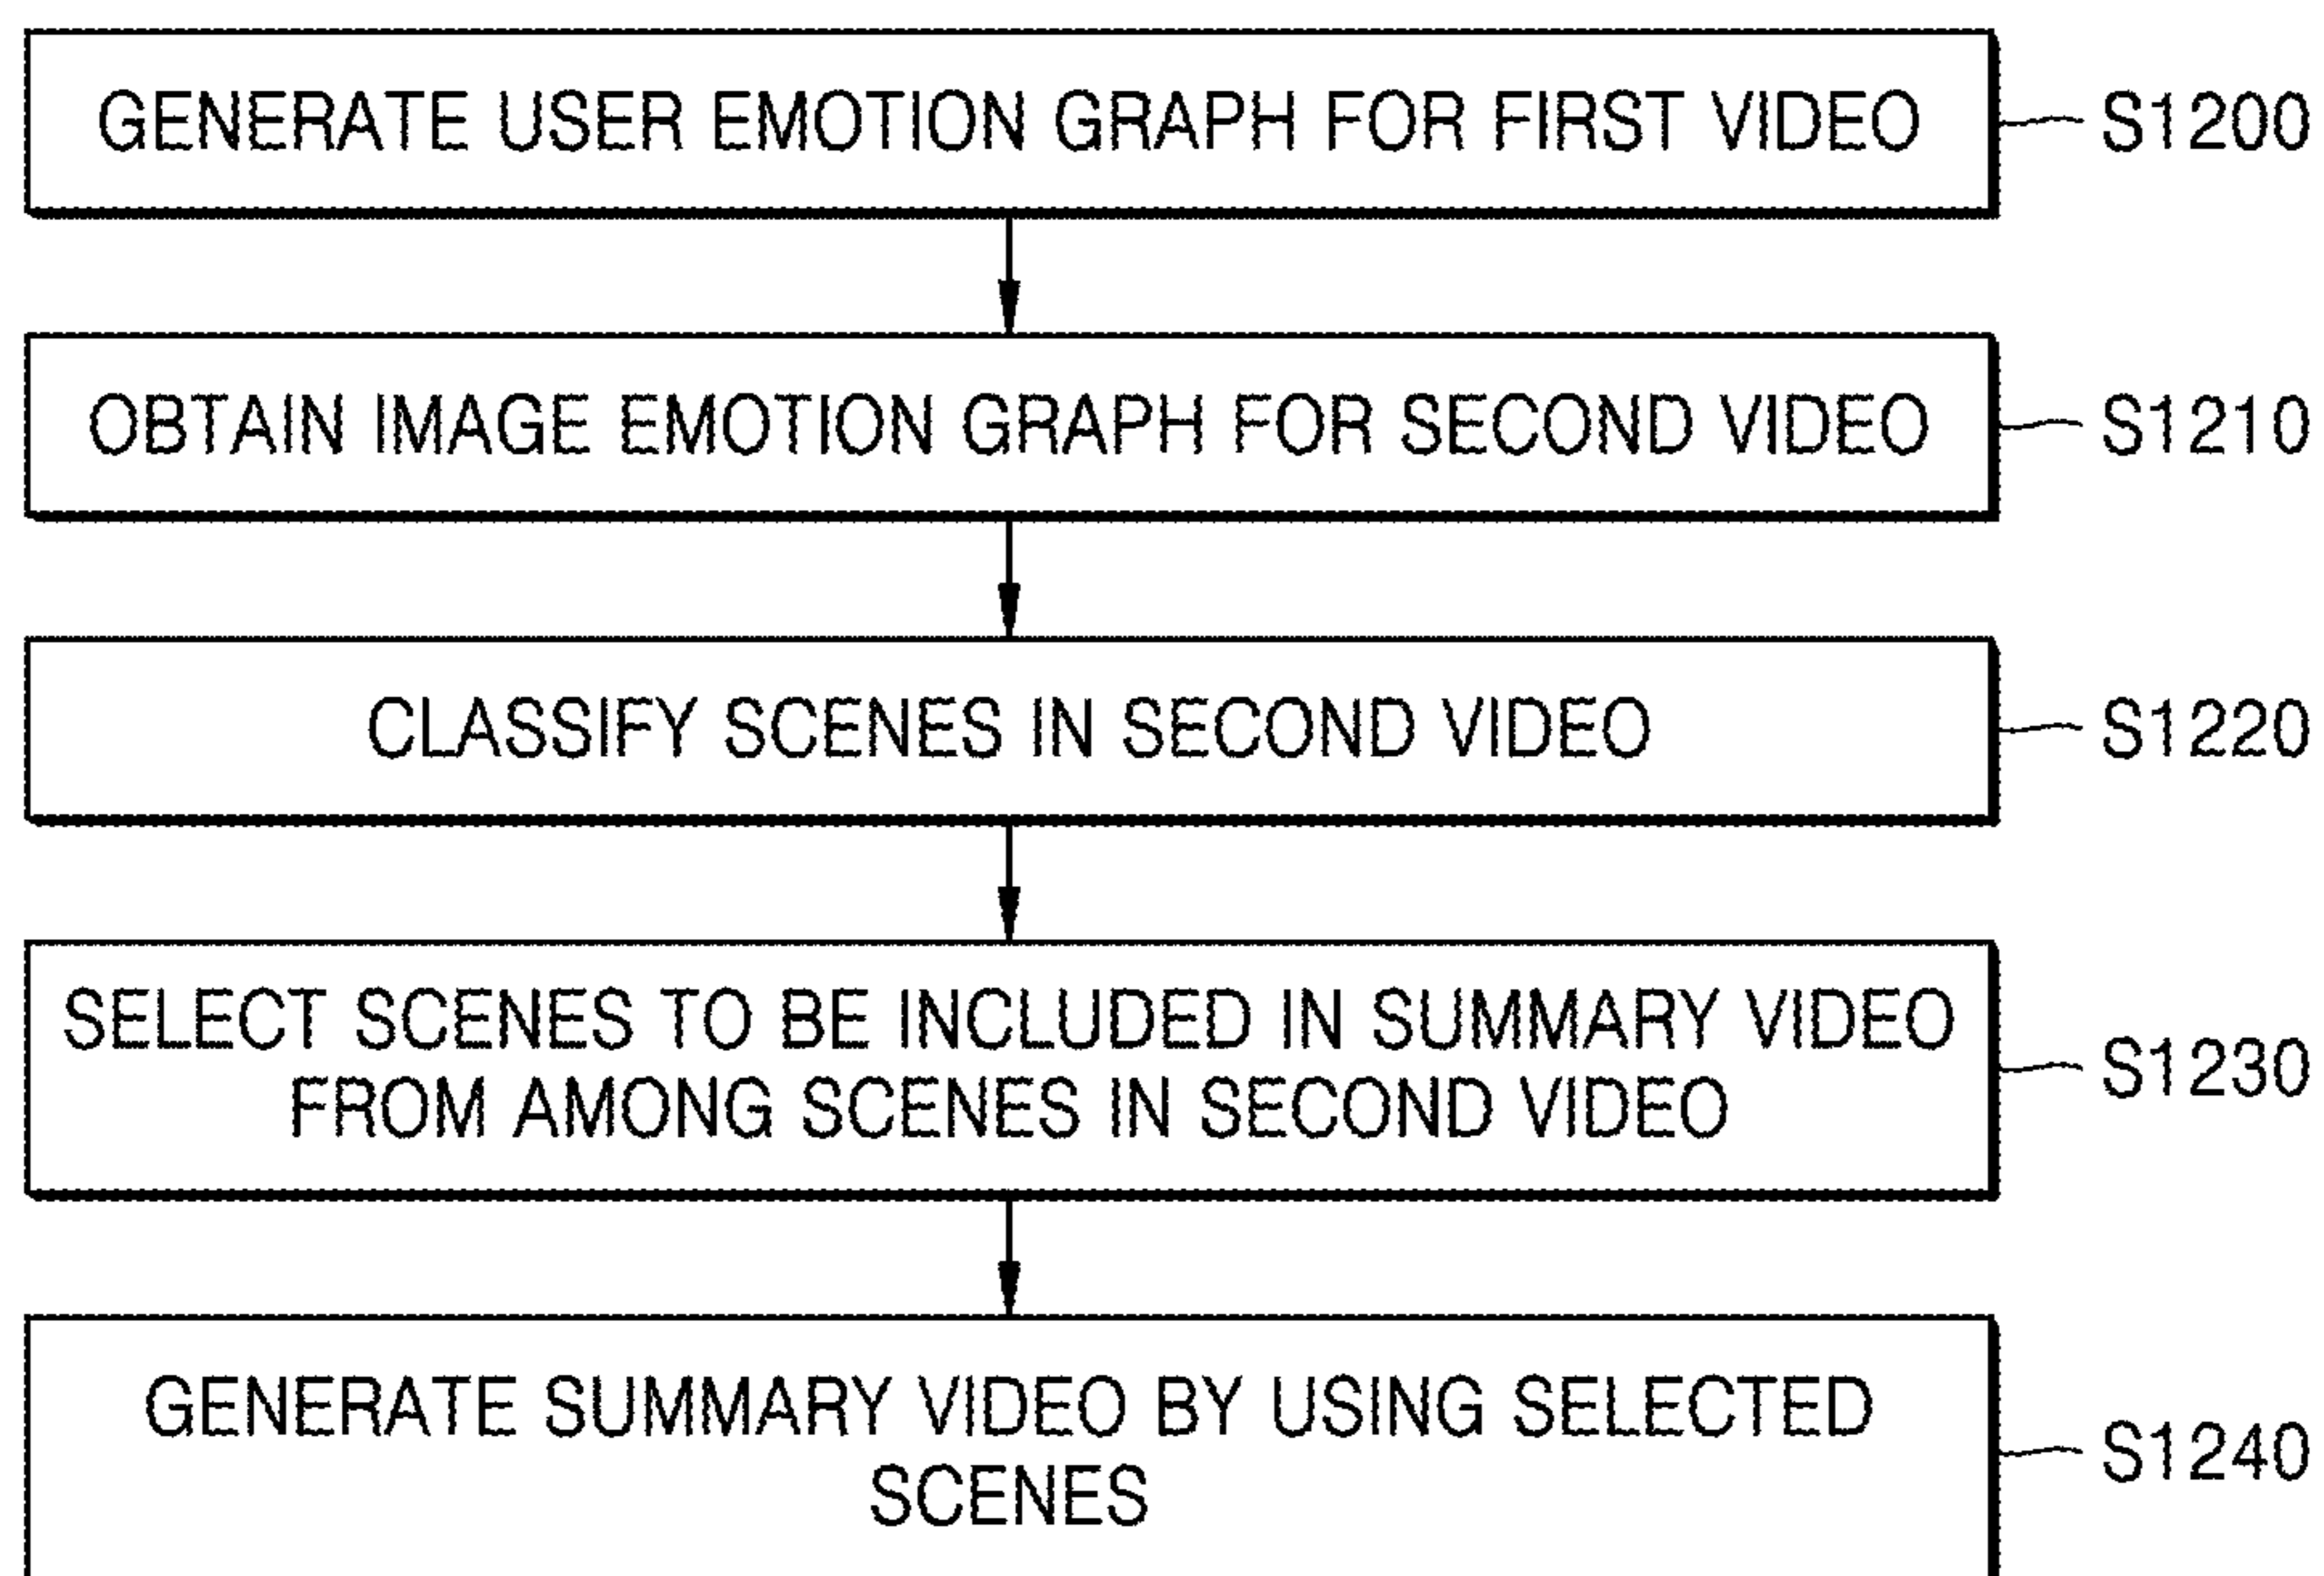 GENERATE USER EMOTION GRAPH FOR FIRST VIDEO
S1200
OBTAIN IMAGE EMOTION GRAPH FOR SECOND VIDEO
S1210
CLASSIFY SCENES IN SECOND VIDEO
S1220
SELECT SCENES TO BE INCLUDED IN SUMMARY VIDEO
FROM AMONG SCENES IN SECOND VIDEO
S1230
GENERATE SUMMARY VIDEO BY USING SELECTED
SCENES
S1240